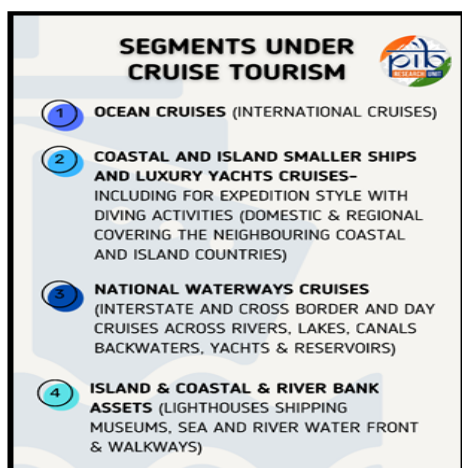 SEGMENTS UNDER
CRUISE TOURISM
pib
RESEARCH UNIT
1
OCEAN CRUISES (INTERNATIONAL CRUISES)
2
COASTAL AND ISLAND SMALLER SHIPS
AND LUXURY YACHTS CRUISES–
INCLUDING FOR EXPEDITION STYLE WITH
DIVING ACTIVITIES (DOMESTIC & REGIONAL
COVERING THE NEIGHBOURING COASTAL
AND ISLAND COUNTRIES)
3
NATIONAL WATERWAYS CRUISES
(INTERSTATE AND CROSS BORDER AND DAY
CRUISES ACROSS RIVERS, LAKES, CANALS
BACKWATERS, YACHTS & RESERVOIRS)
4
ISLAND & COASTAL & RIVER BANK
ASSETS (LIGHTHOUSES SHIPPING
MUSEUMS, SEA AND RIVER WATER FRONT
& WALKWAYS)